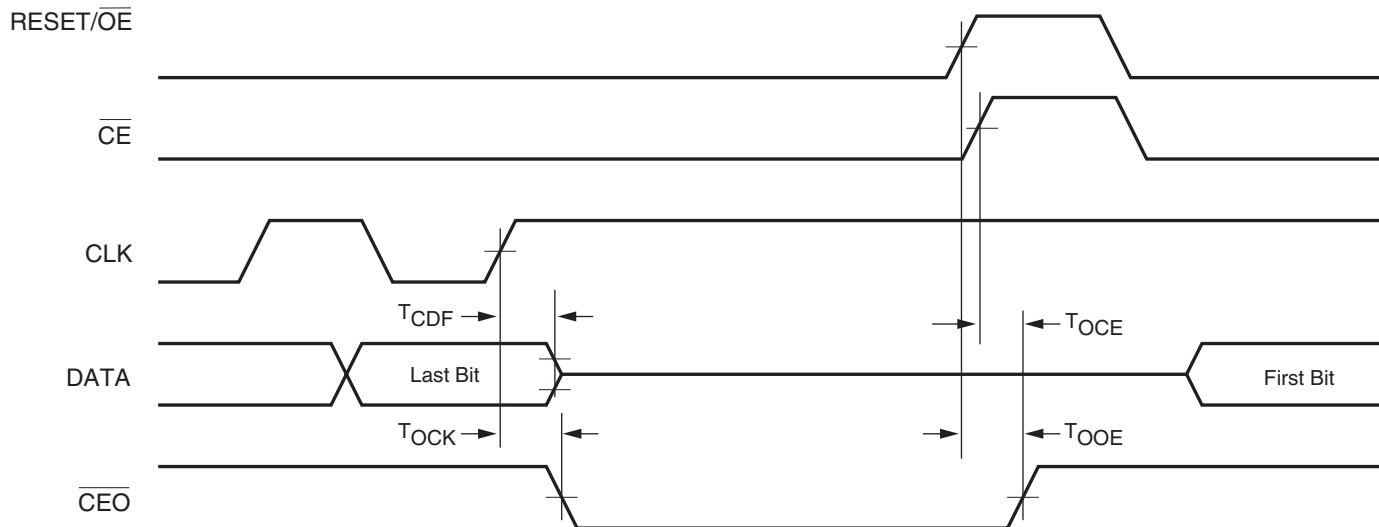 RESET/OE
CE
CLK
TCDF
TOCE
DATA
Last Bit
First Bit
TOCK
TOOE
CEO